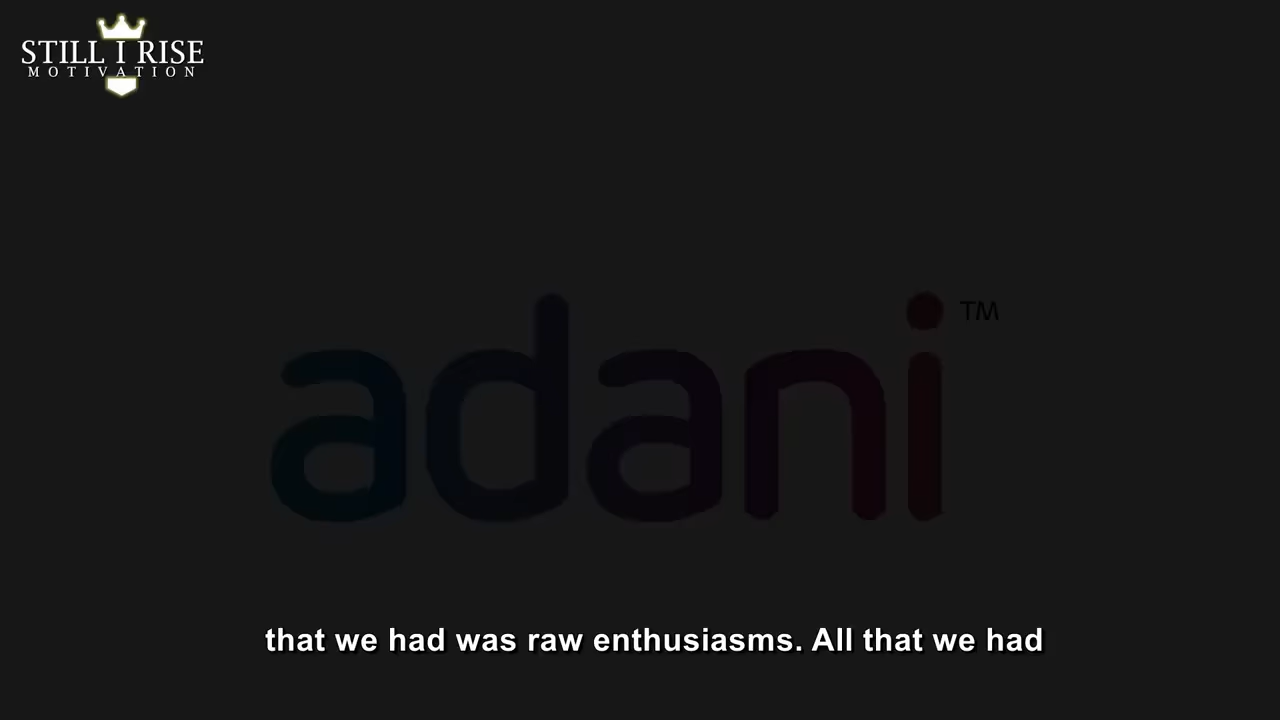 STILL I RISE
MOTIVATION
adani TM
that we had was raw enthusiasms. All that we had